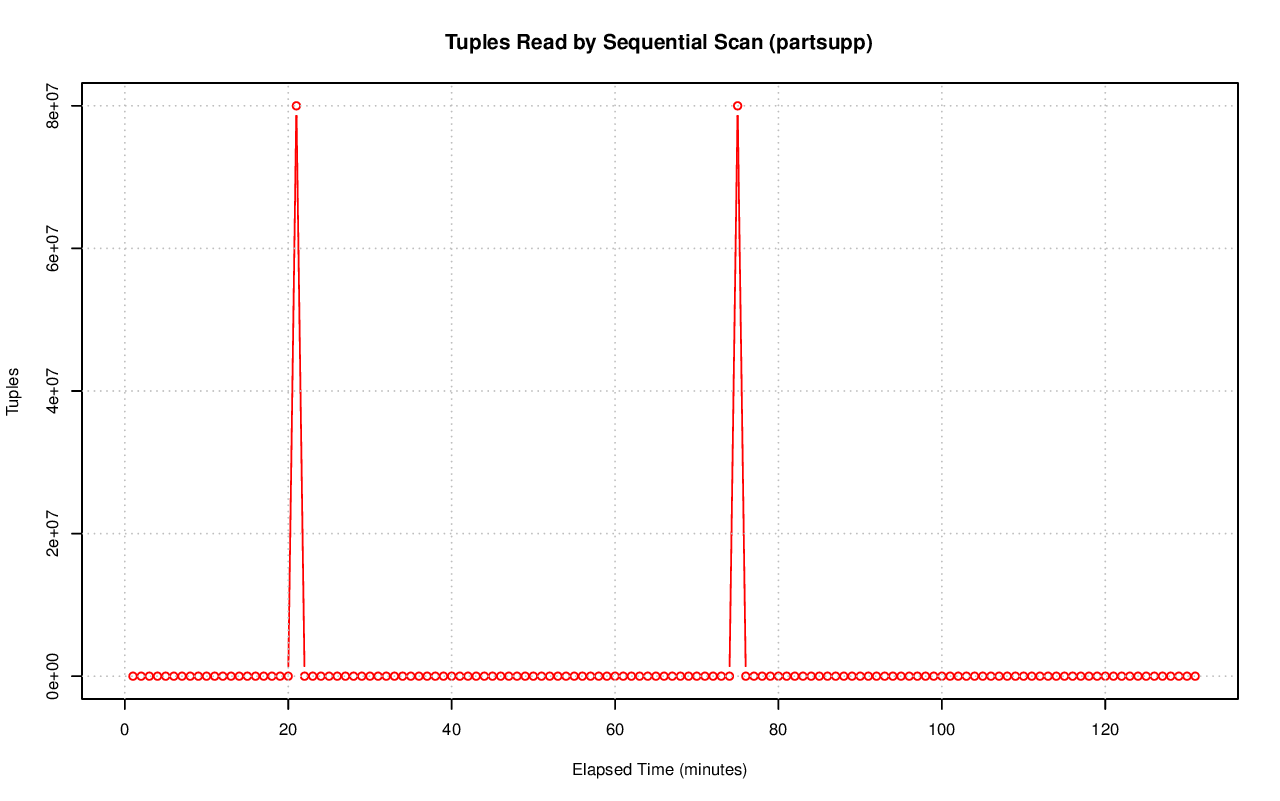 Tuples Read by Sequential Scan (partsupp)
8e+07
6e+07
4e+07
2e+07
0e+00
Tuples
0 20 40 60 80 100 120
Elapsed Time (minutes)